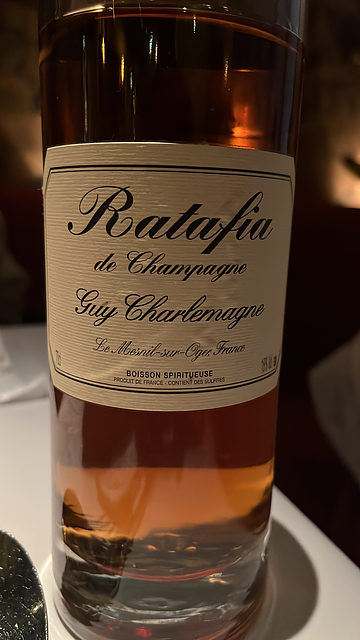 Ratafia
de Champagne
Guy Charlemagne
Le Mesnil-sur-Oger, France
BOISSON SPIRITUEUSE
PRODUIT DE FRANCE - CONTIENT DES SULFITES